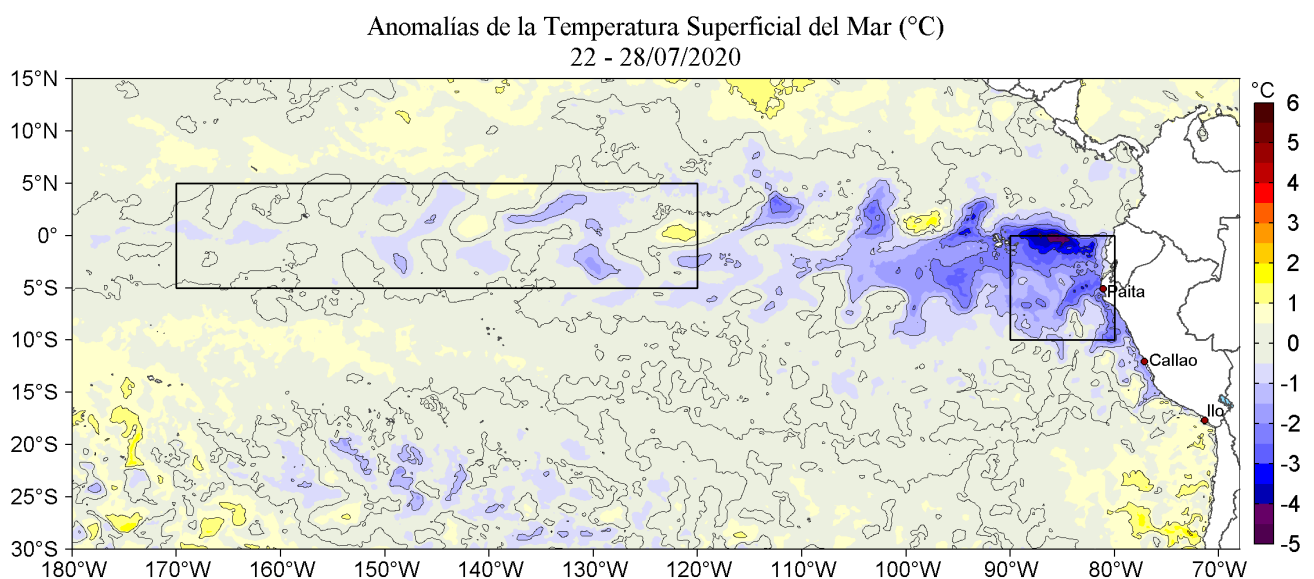 Anomalías de la Temperatura Superficial del Mar (°C)
22 - 28/07/2020
15°N
10°N
5°N
0°
5°S
10°S
15°S
20°S
25°S
30°S
180°W
170°W
160°W
150°W
140°W
130°W
120°W
110°W
100°W
90°W
80°W
70°W
Paita
Callao
Ilo
°C
6
5
4
3
2
1
0
-1
-2
-3
-4
-5